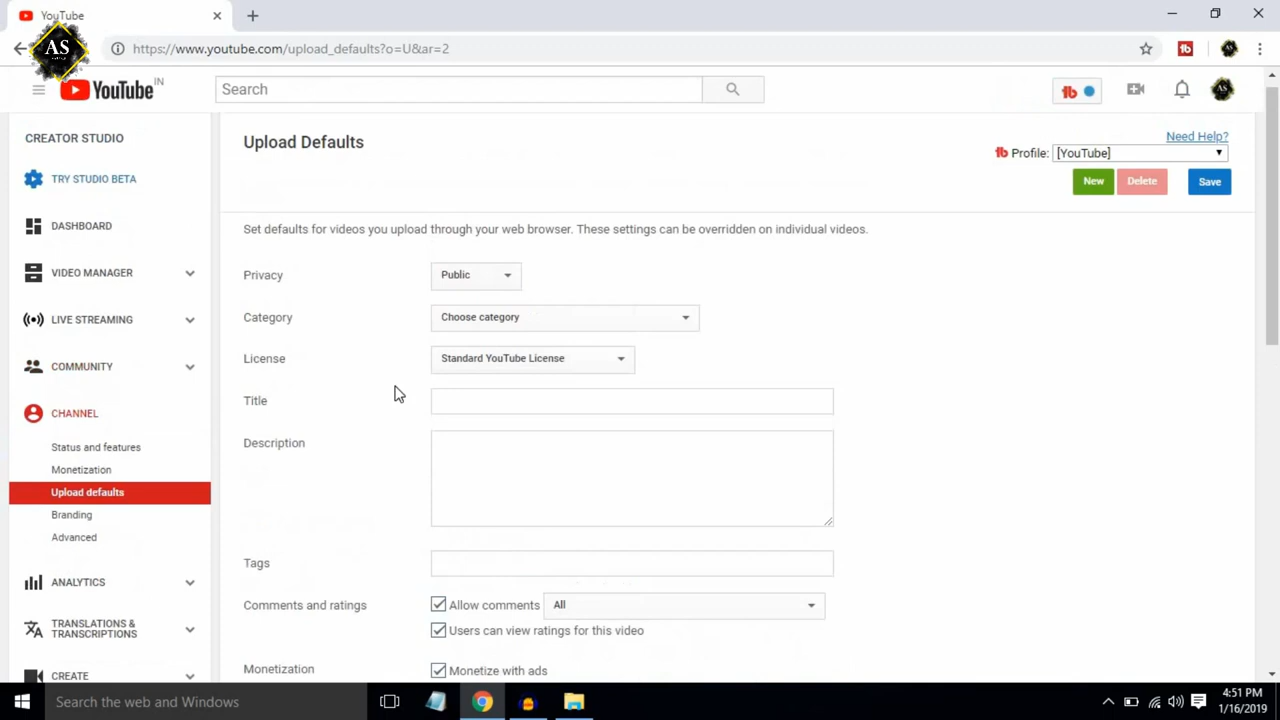 YouTube
https://www.youtube.com/upload_defaults?o=U&ar=2
AS
YouTube IN
Search
tb
CREATOR STUDIO
TRY STUDIO BETA
DASHBOARD
VIDEO MANAGER
LIVE STREAMING
COMMUNITY
CHANNEL
Status and features
Monetization
Upload defaults
Branding
Advanced
ANALYTICS
TRANSLATIONS &
TRANSCRIPTIONS
CREATE
Upload Defaults
Need Help?
tb Profile: [YouTube]
New Delete Save
Set defaults for videos you upload through your web browser. These settings can be overridden on individual videos.
Privacy Public
Category Choose category
License Standard YouTube License
Title
Description
Tags
Comments and ratings Allow comments All
Users can view ratings for this video
Monetization Monetize with ads
Search the web and Windows
4:51 PM
1/16/2019